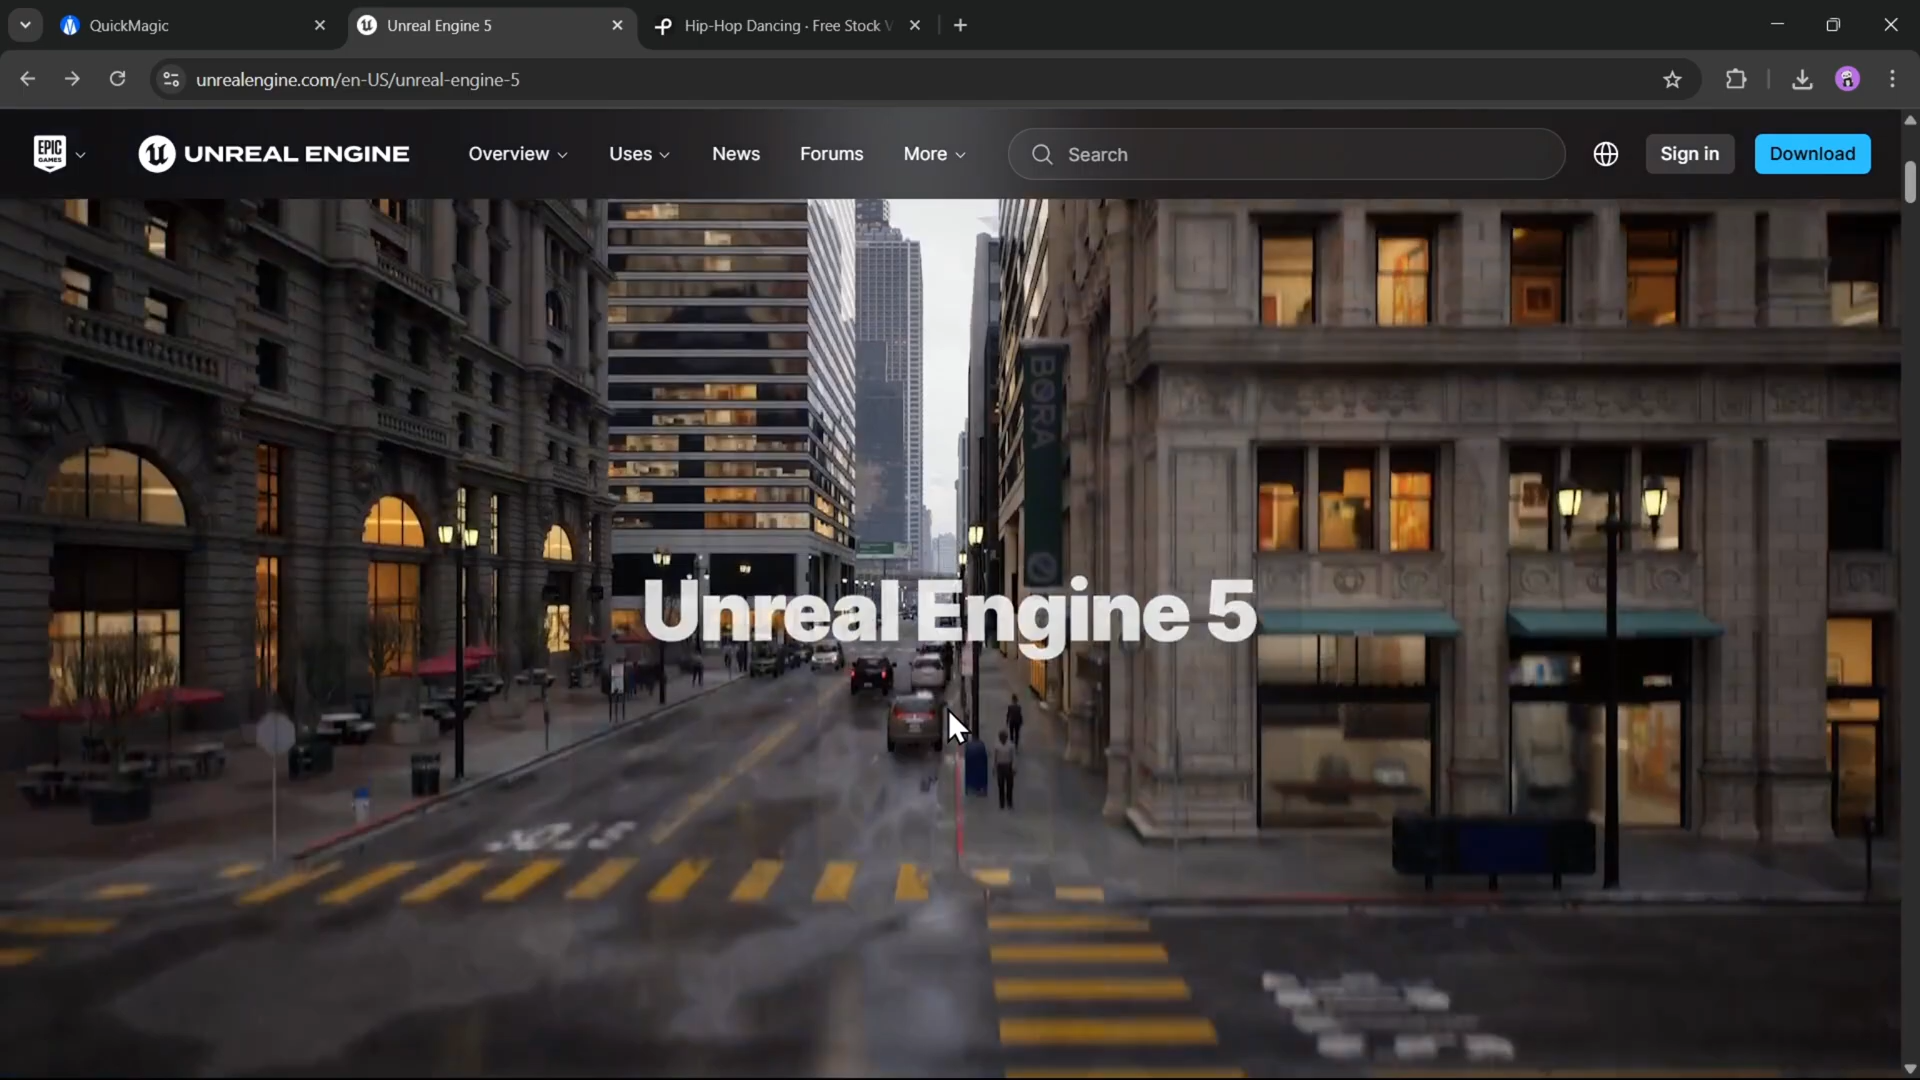 QuickMagic
Unreal Engine 5
Hip-Hop Dancing · Free Stock V
unrealengine.com/en-US/unreal-engine-5
EPIC GAMES
UNREAL ENGINE
Overview
Uses
News
Forums
More
Search
Sign in
Download
BØRA
Unreal Engine 5